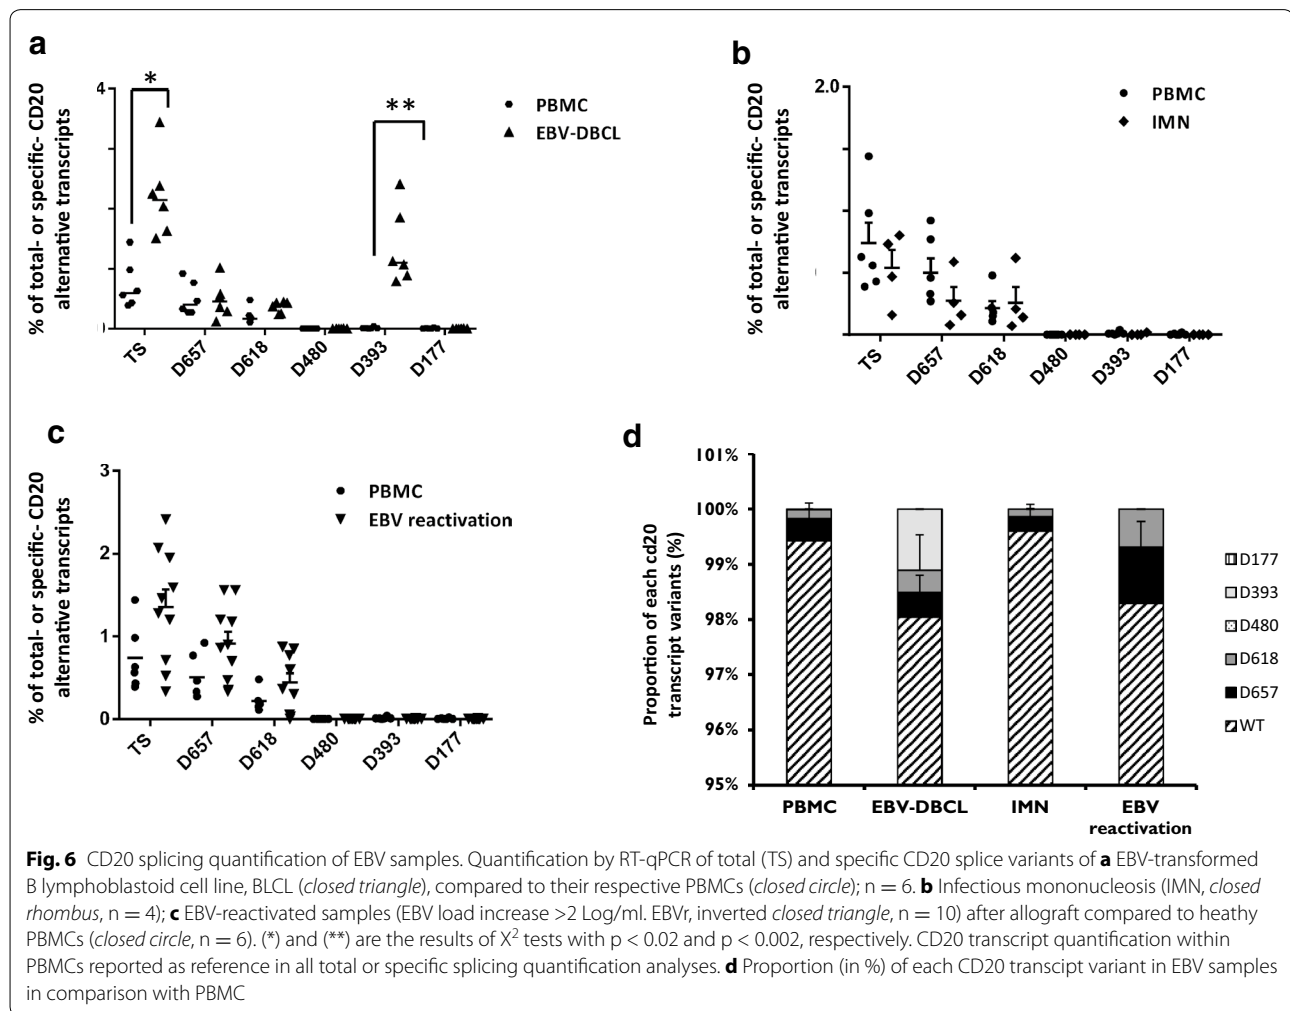 a
% of total- or specific- CD20
alternative transcripts
4
0
*
**
PBMC
EBV-DBCL
TS
D657
D618
D480
D393
D177
b
% of total- or specific- CD20
alternative transcripts
2.0
PBMC
IMN
TS
D657
D618
D480
D393
D177
c
% of total- or specific- CD20
alternative transcripts
3
2
1
0
PBMC
EBV reactivation
TS
D657
D618
D480
D393
D177
d
Proportion of each cd20
transcript variants (%)
101%
100%
99%
98%
97%
96%
95%
PBMC
EBV-DBCL
IMN
EBV
reactivation
D177
D393
D480
D618
D657
WT
Fig. 6 CD20 splicing quantification of EBV samples. Quantification by RT-qPCR of total (TS) and specific CD20 splice variants of a EBV-transformed
B lymphoblastoid cell line, BLCL (closed triangle), compared to their respective PBMCs (closed circle); n = 6. b Infectious mononucleosis (IMN, closed
rhombus, n = 4); c EBV-reactivated samples (EBV load increase >2 Log/ml. EBVr, inverted closed triangle, n = 10) after allograft compared to heathy
PBMCs (closed circle, n = 6). (*) and (**) are the results of X² tests with p < 0.02 and p < 0.002, respectively. CD20 transcript quantification within
PBMCs reported as reference in all total or specific splicing quantification analyses. d Proportion (in %) of each CD20 transcipt variant in EBV samples
in comparison with PBMC